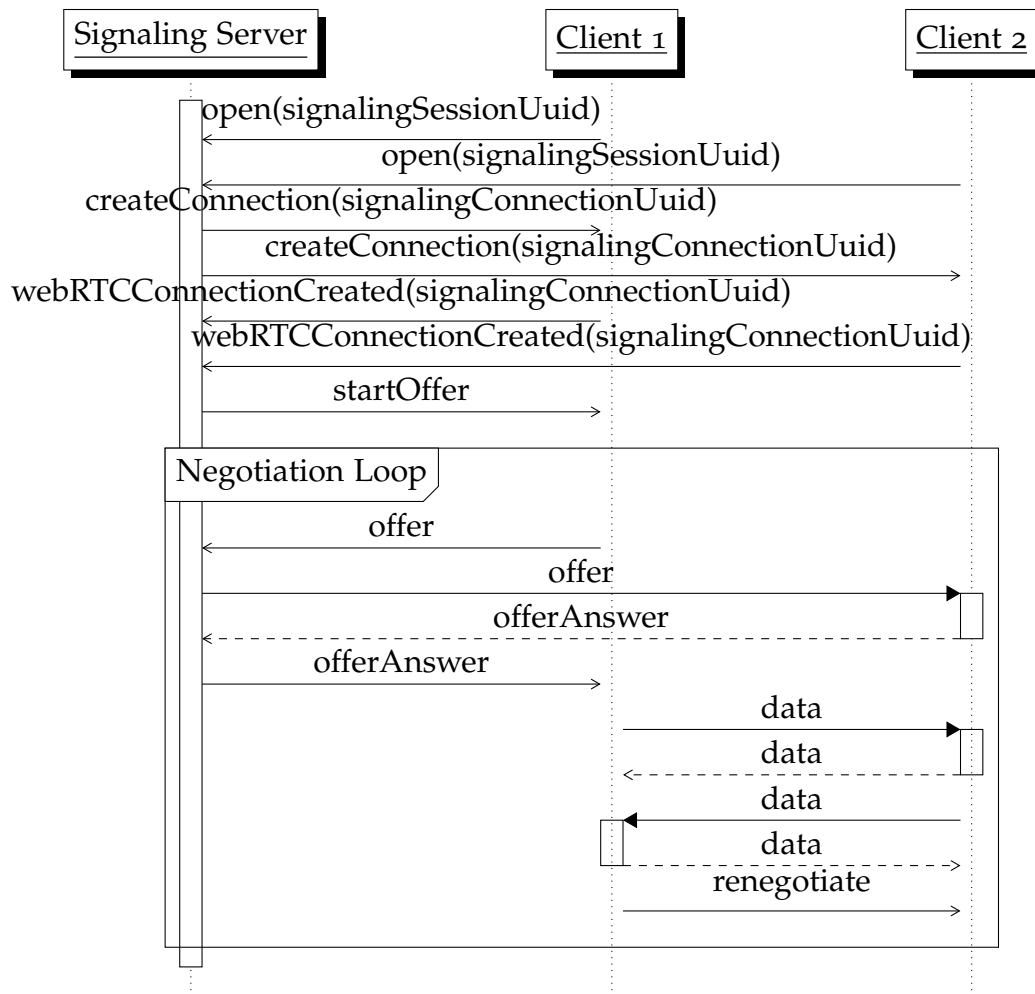 Signaling Server
Client 1
Client 2
open(signalingSessionUuid)
open(signalingSessionUuid)
createConnection(signalingConnectionUuid)
createConnection(signalingConnectionUuid)
webRTCConnectionCreated(signalingConnectionUuid)
webRTCConnectionCreated(signalingConnectionUuid)
startOffer
Negotiation Loop
offer
offer
offerAnswer
offerAnswer
data
data
data
data
renegotiate